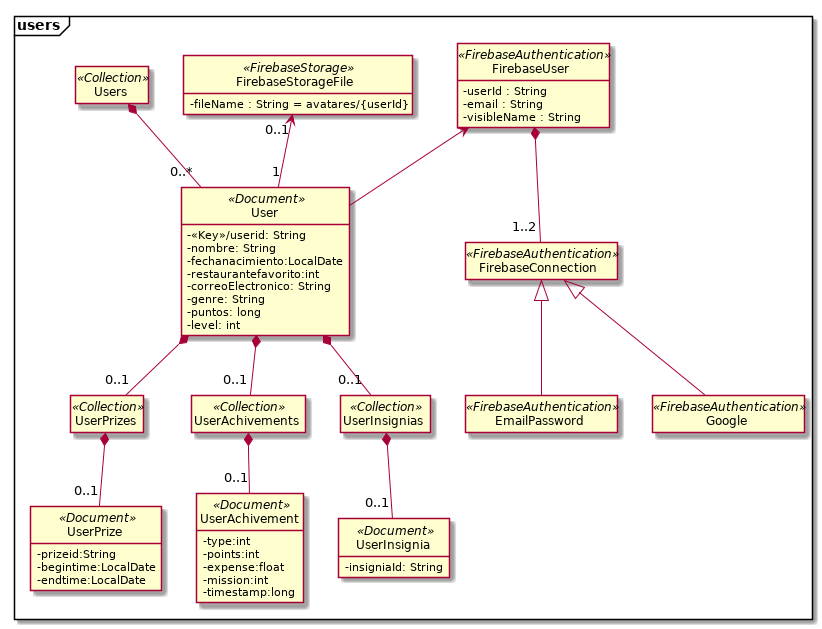 users
«Collection»
Users
«FirebaseStorage»
FirebaseStorageFile
-fileName : String = avatares/{userId}
«FirebaseAuthentication»
FirebaseUser
-userId : String
-email : String
-visibleName : String
0..*
0..1
1
1..2
«Document»
User
-«Key»/userid: String
-nombre: String
-fechanacimiento:LocalDate
-restaurantefavorito:int
-correoElectronico: String
-genre: String
-puntos: long
-level: int
«FirebaseAuthentication»
FirebaseConnection
0..1
0..1
0..1
«Collection»
UserPrizes
«Collection»
UserAchivements
«Collection»
UserInsignias
«FirebaseAuthentication»
EmailPassword
«FirebaseAuthentication»
Google
0..1
0..1
0..1
«Document»
UserPrize
-prizeid:String
-begintime:LocalDate
-endtime:LocalDate
«Document»
UserAchivement
-type:int
-points:int
-expense:float
-mission:int
-timestamp:long
«Document»
UserInsignia
-insigniaId: String